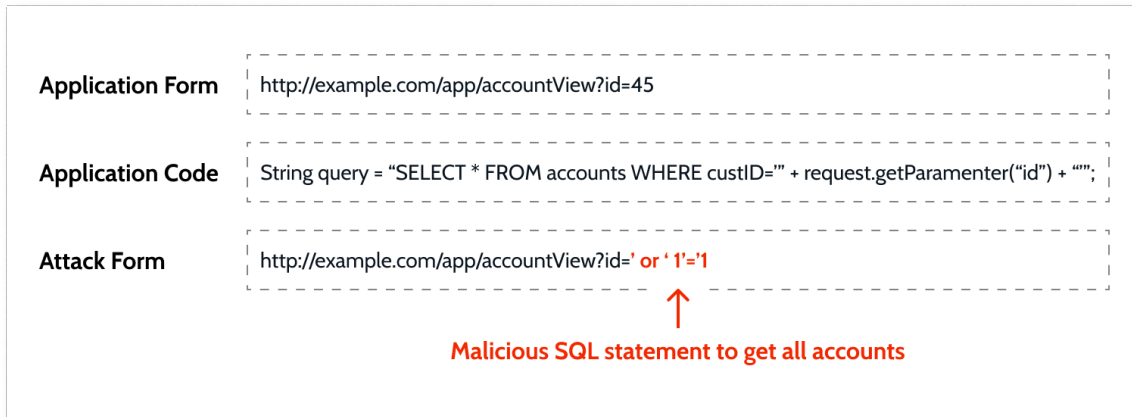 Application Form
http://example.com/app/accountView?id=45
Application Code
String query = “SELECT * FROM accounts WHERE custID=’” + request.getParamenter(“id”) + “’”;
Attack Form
http://example.com/app/accountView?id=’ or ‘ 1’=’1
Malicious SQL statement to get all accounts